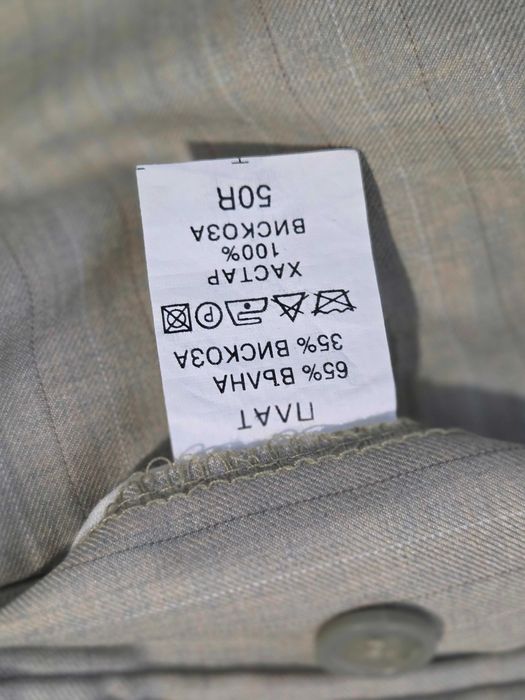 ПЛАТ
65% ВЪЛНА
35% ВИСКОЗА
P
ХАСТАР
100%
ВИСКОЗА
50R